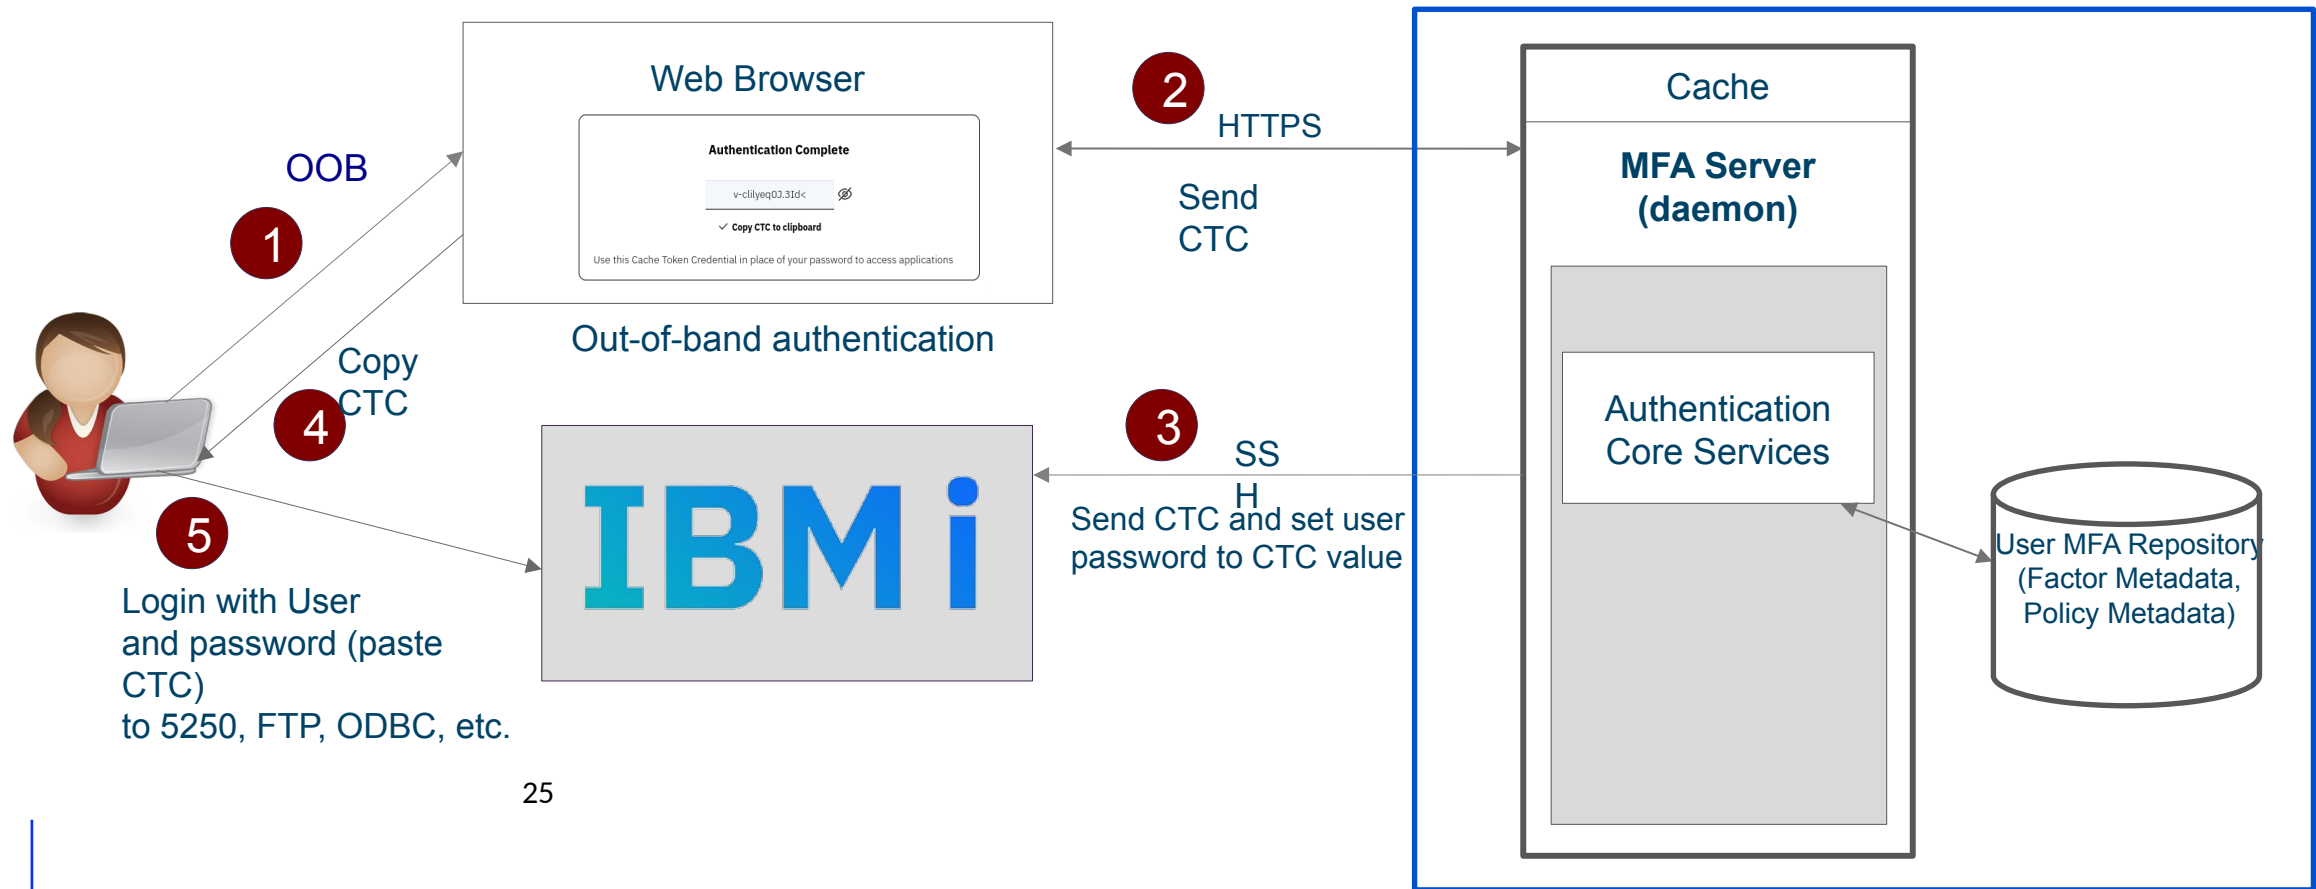 Web Browser
Authentication Complete
v-clilyeq0J.3Id<
Copy CTC to clipboard
Use this Cache Token Credential in place of your password to access applications
Out-of-band authentication
OOB
1
2
HTTPS
Send
CTC
Cache
MFA Server
(daemon)
Authentication
Core Services
User MFA Repository
(Factor Metadata,
Policy Metadata)
Copy
CTC
4
3
SS
H
Send CTC and set user
password to CTC value
IBM i
5
Login with User
and password (paste
CTC)
to 5250, FTP, ODBC, etc.
25